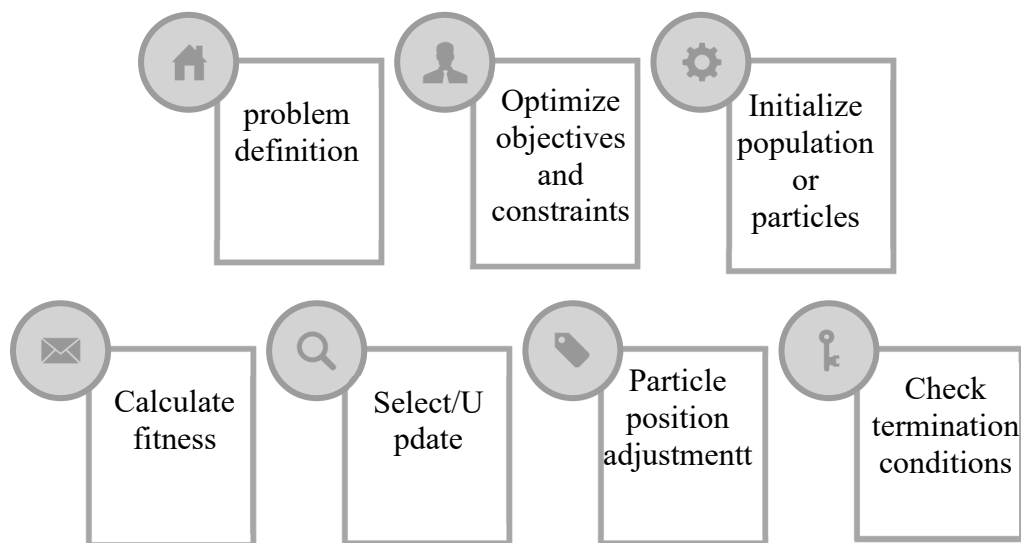 problem
definition
Optimize
objectives
and
constraints
Initialize
population
or
particles
Calculate
fitness
Select/U
pdate
Particle
position
adjustmentt
Check
termination
conditions